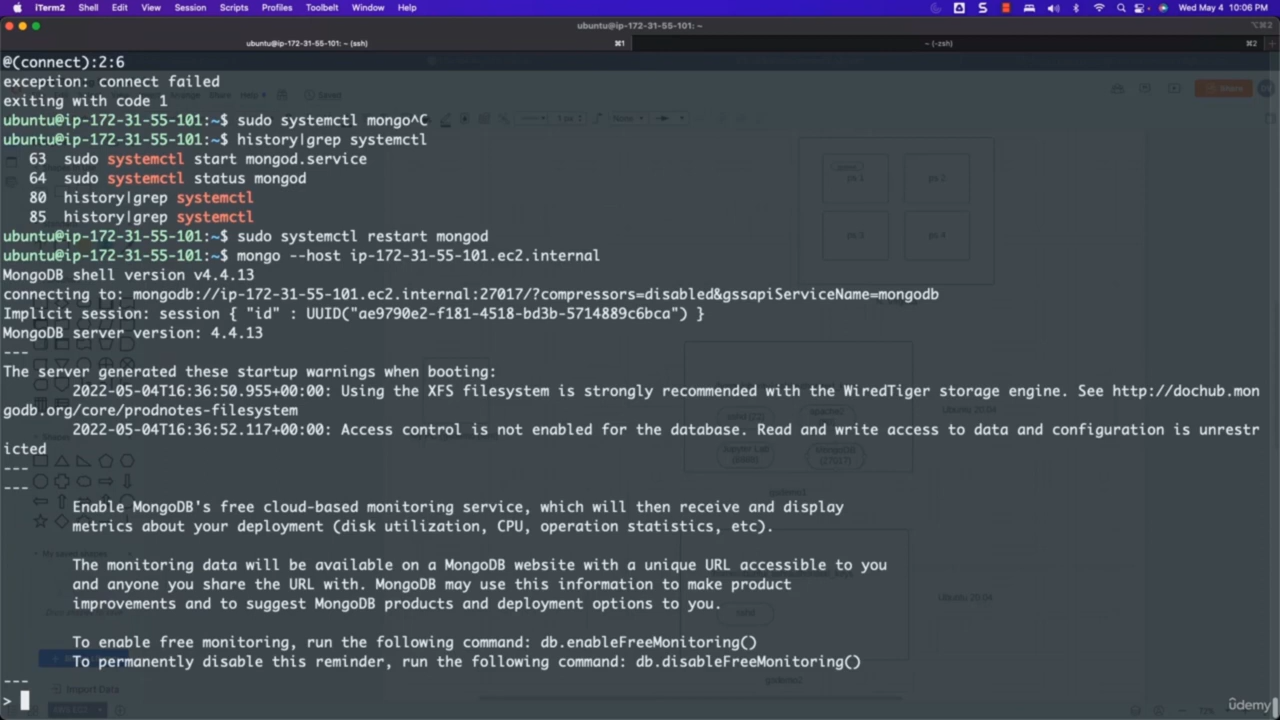 iTerm2 Shell Edit View Session Scripts Profiles Toolbelt Window Help Wed May 4 10:06 PM
ubuntu@ip-172-31-55-101: ~
ubuntu@ip-172-31-55-101: ~ (ssh) ⌘1 ~ (-zsh) ⌘2
@(connect):2:6
exception: connect failed
exiting with code 1
ubuntu@ip-172-31-55-101:~$ sudo systemctl mongo^C
ubuntu@ip-172-31-55-101:~$ history|grep systemctl
63 sudo systemctl start mongod.service
64 sudo systemctl status mongod
80 history|grep systemctl
85 history|grep systemctl
ubuntu@ip-172-31-55-101:~$ sudo systemctl restart mongod
ubuntu@ip-172-31-55-101:~$ mongo --host ip-172-31-55-101.ec2.internal
MongoDB shell version v4.4.13
connecting to: mongodb://ip-172-31-55-101.ec2.internal:27017/?compressors=disabled&gssapiServiceName=mongodb
Implicit session: session { "id" : UUID("ae9790e2-f181-4518-bd3b-5714889c6bca") }
MongoDB server version: 4.4.13
---
The server generated these startup warnings when booting:
2022-05-04T16:36:50.955+00:00: Using the XFS filesystem is strongly recommended with the WiredTiger storage engine. See http://dochub.mon
godb.org/core/prodnotes-filesystem
2022-05-04T16:36:52.117+00:00: Access control is not enabled for the database. Read and write access to data and configuration is unrestr
icted
---
---
Enable MongoDB's free cloud-based monitoring service, which will then receive and display
metrics about your deployment (disk utilization, CPU, operation statistics, etc).
The monitoring data will be available on a MongoDB website with a unique URL accessible to you
and anyone you share the URL with. MongoDB may use this information to make product
improvements and to suggest MongoDB products and deployment options to you.
To enable free monitoring, run the following command: db.enableFreeMonitoring()
To permanently disable this reminder, run the following command: db.disableFreeMonitoring()
---
>
Share
Saved
Ubuntu 20.04
Ubuntu 20.04
My saved shapes
Import Data
udemy